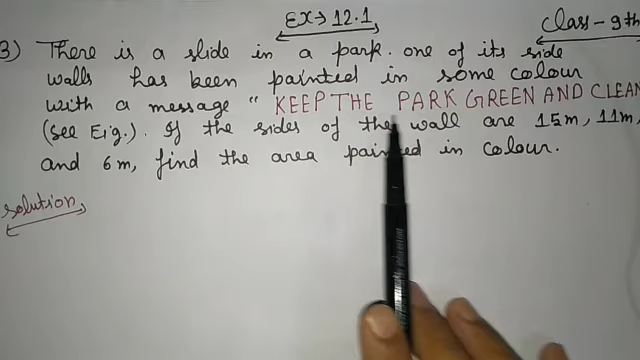 EX→12.1
Class-9th
3) There is a slide in a park. one of its side
walls has been painted in some colour
with a message " KEEP THE PARK GREEN AND CLEAN
(see Fig.). If the sides of the wall are 15m, 11m,
and 6m, find the area painted in colour.
solution